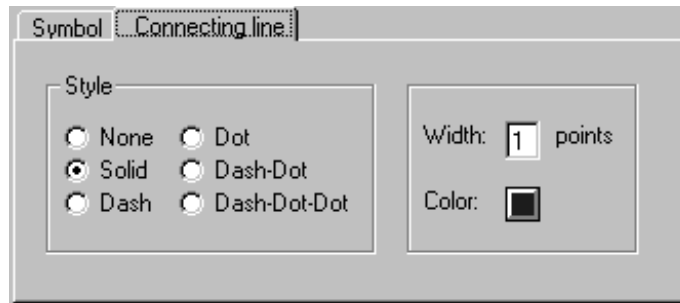 Symbol Connecting line
Style
None Dot
Solid Dash-Dot
Dash Dash-Dot-Dot
Width: 1 points
Color: